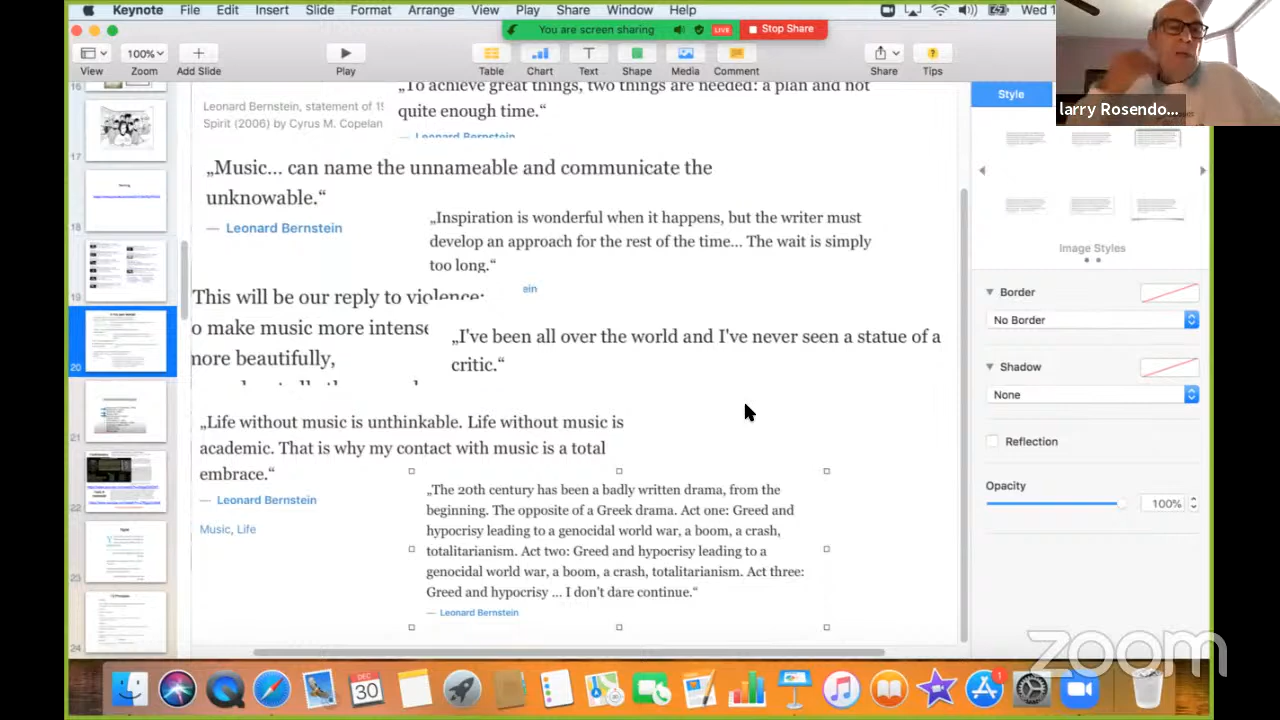 Keynote File Edit Insert Slide Format Arrange View Play Share Window Help Wed 1
You are screen sharing LIVE Stop Share
100%
View Zoom Add Slide Play Table Chart Text Shape Media Comment Share Tips
larry Rosendo...
Style
16
17
18
19
20
21
22
23
24
Leonard Bernstein, statement of 1
Spirit (2006) by Cyrus M. Copelan
„To achieve great things, two things are needed: a plan and not
quite enough time.“
— Leonard Bernstein
„Music... can name the unnameable and communicate the
unknowable.“
— Leonard Bernstein
„Inspiration is wonderful when it happens, but the writer must
develop an approach for the rest of the time... The wait is simply
too long.“
ein
This will be our reply to violence:
o make music more intense
more beautifully,
„I've been all over the world and I've never seen a statue of a
critic.“
„Life without music is unthinkable. Life without music is
academic. That is why my contact with music is a total
embrace.“
— Leonard Bernstein
Music, Life
„The 20th century has been a badly written drama, from the
beginning. The opposite of a Greek drama. Act one: Greed and
hypocrisy leading to a genocidal world war, a boom, a crash,
totalitarianism. Act two: Greed and hypocrisy leading to a
genocidal world war, a boom, a crash, totalitarianism. Act three:
Greed and hypocrisy ... I don't dare continue.“
— Leonard Bernstein
Image Styles
Border
No Border
Shadow
None
Reflection
Opacity
100%
DEC
30
1
zoom